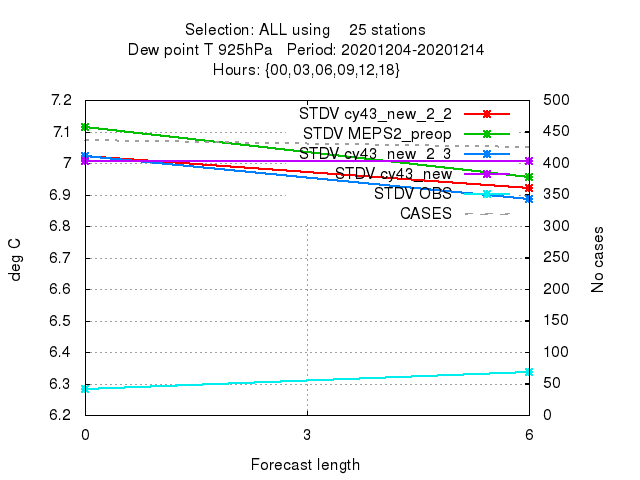 Selection: ALL using 25 stations
Dew point T 925hPa Period: 20201204-20201214
Hours: {00,03,06,09,12,18}
7.2
7.1
7
6.9
6.8
6.7
6.6
6.5
6.4
6.3
6.2
deg C
STDV cy43_new_2_2
STDV MEPS2_preop
STDV cy43_new_2_3
STDV cy43_new
STDV OBS
CASES
500
450
400
350
300
250
200
150
100
50
0
No cases
0 3 6
Forecast length